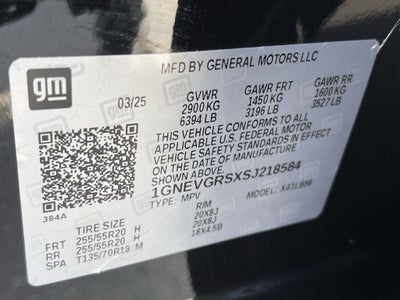 gm
MFD BY GENERAL MOTORS LLC
03/25 GVWR GAWR FRT GAWR RR
2900 KG 1450 KG 1600 KG
6394 LB 3196 LB 3527 LB
THIS VEHICLE CONFORMS TO ALL
APPLICABLE U.S. FEDERAL MOTOR
VEHICLE SAFETY STANDARDS IN EFFECT
ON THE DATE OF MANUFACTURE SHOWN ABOVE.
1GNEVGRSXSJ218584
TYPE: MPV MODEL: X41LB56
384A
TIRE SIZE RIM
FRT 255/55R20 H 20X8J
RR 255/55R20 H 20X8J
SPA T135/70R18 M 18X4.5B